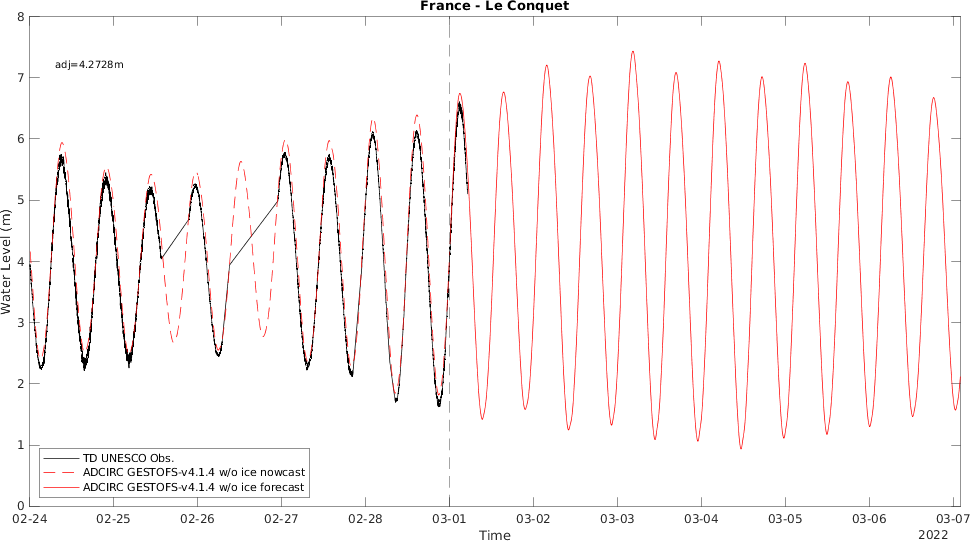 France - Le Conquet
8
adj=4.2728m
7
6
5
4
3
2
1
0
Water Level (m)
TD UNESCO Obs.
ADCIRC GESTOFS-v4.1.4 w/o ice nowcast
ADCIRC GESTOFS-v4.1.4 w/o ice forecast
02-24 02-25 02-26 02-27 02-28 03-01 03-02 03-03 03-04 03-05 03-06 03-07
Time
2022